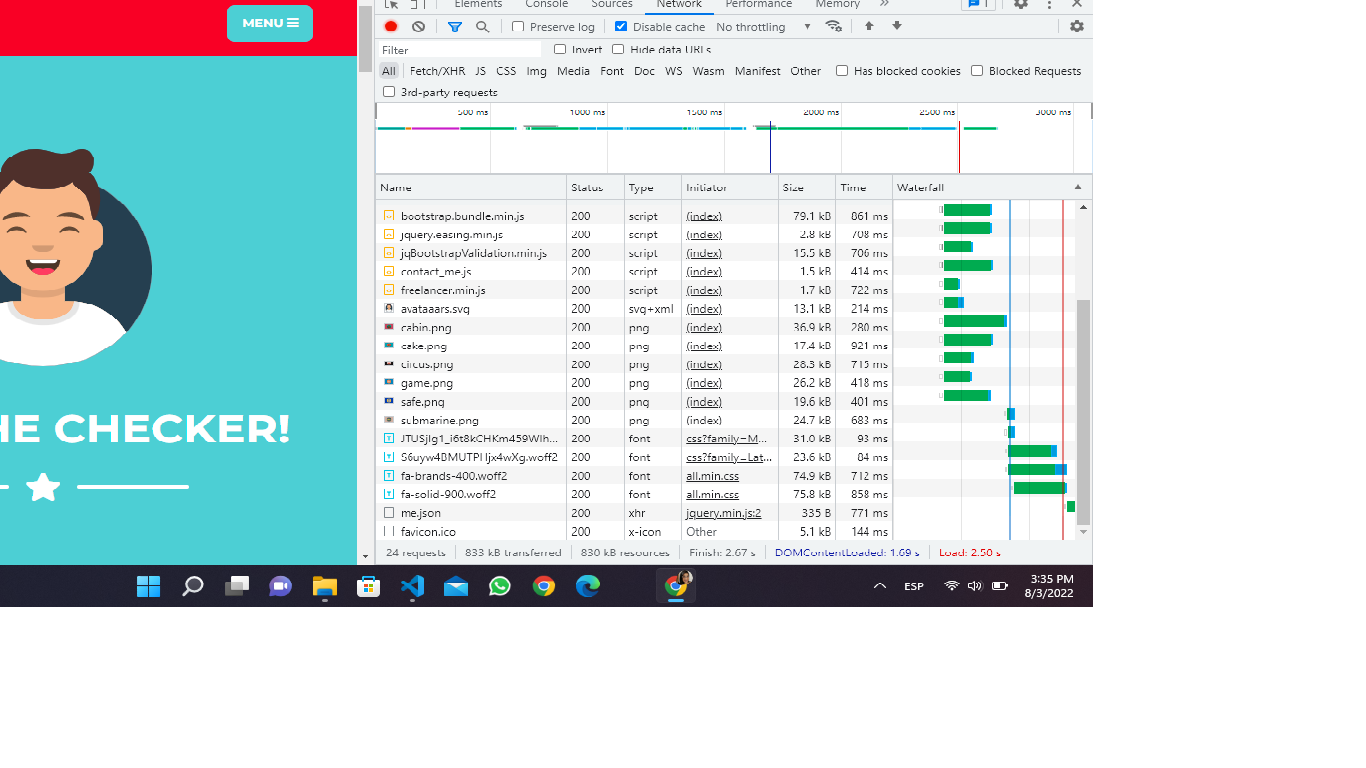 MENU
HE CHECKER!
Elements Console Sources Network Performance Memory » 1
Preserve log Disable cache No throttling
Filter Invert Hide data URLs
All Fetch/XHR JS CSS Img Media Font Doc WS Wasm Manifest Other Has blocked cookies Blocked Requests
3rd-party requests
500 ms 1000 ms 1500 ms 2000 ms 2500 ms 3000 ms
Name Status Type Initiator Size Time Waterfall
bootstrap.bundle.min.js 200 script (index) 79.1 kB 861 ms
jquery.easing.min.js 200 script (index) 2.8 kB 708 ms
jqBootstrapValidation.min.js 200 script (index) 15.5 kB 706 ms
contact_me.js 200 script (index) 1.5 kB 414 ms
freelancer.min.js 200 script (index) 1.7 kB 722 ms
avataaars.svg 200 svg+xml (index) 13.1 kB 214 ms
cabin.png 200 png (index) 36.9 kB 280 ms
cake.png 200 png (index) 17.4 kB 921 ms
circus.png 200 png (index) 28.3 kB 715 ms
game.png 200 png (index) 26.2 kB 418 ms
safe.png 200 png (index) 19.6 kB 401 ms
submarine.png 200 png (index) 24.7 kB 683 ms
JTUSjIg1_i6t8kCHKm459Wlh... 200 font css?family=M... 31.0 kB 93 ms
S6uyw4BMUTPHjx4wXg.woff2 200 font css?family=Lat... 23.6 kB 84 ms
fa-brands-400.woff2 200 font all.min.css 74.9 kB 712 ms
fa-solid-900.woff2 200 font all.min.css 75.8 kB 858 ms
me.json 200 xhr jquery.min.js:2 335 B 771 ms
favicon.ico 200 x-icon Other 5.1 kB 144 ms
24 requests 833 kB transferred 830 kB resources Finish: 2.67 s DOMContentLoaded: 1.69 s Load: 2.50 s
ESP 3:35 PM
8/3/2022